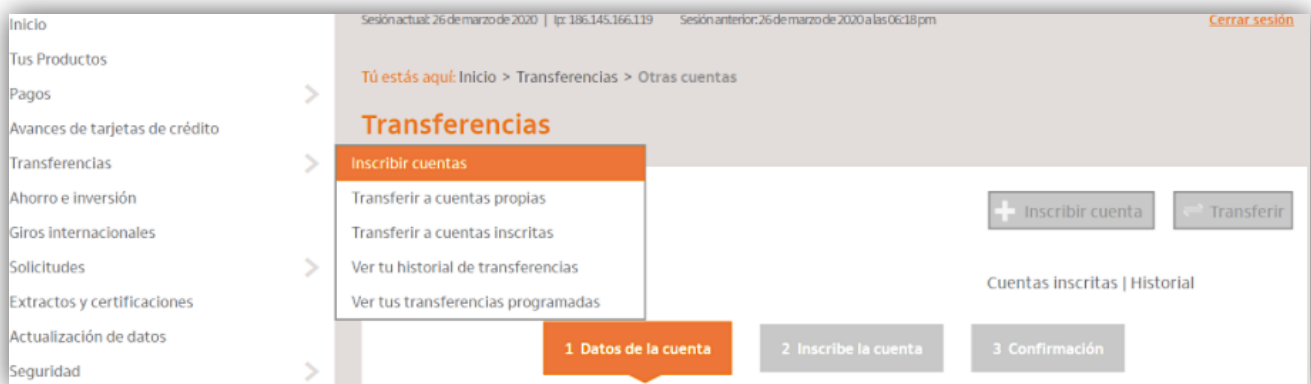 Inicio
Tus Productos
Pagos
Avances de tarjetas de crédito
Transferencias
Ahorro e inversión
Giros internacionales
Solicitudes
Extractos y certificaciones
Actualización de datos
Seguridad
Sesión actual: 26 de marzo de 2020 | Ip: 186.145.166.119 Sesión anterior: 26 de marzo de 2020 a las 06:18 pm
Cerrar sesión
Tú estás aquí: Inicio > Transferencias > Otras cuentas
Transferencias
Inscribir cuentas
Transferir a cuentas propias
Transferir a cuentas inscritas
Ver tu historial de transferencias
Ver tus transferencias programadas
Inscribir cuenta
Transferir
Cuentas inscritas | Historial
1 Datos de la cuenta
2 Inscribe la cuenta
3 Confirmación